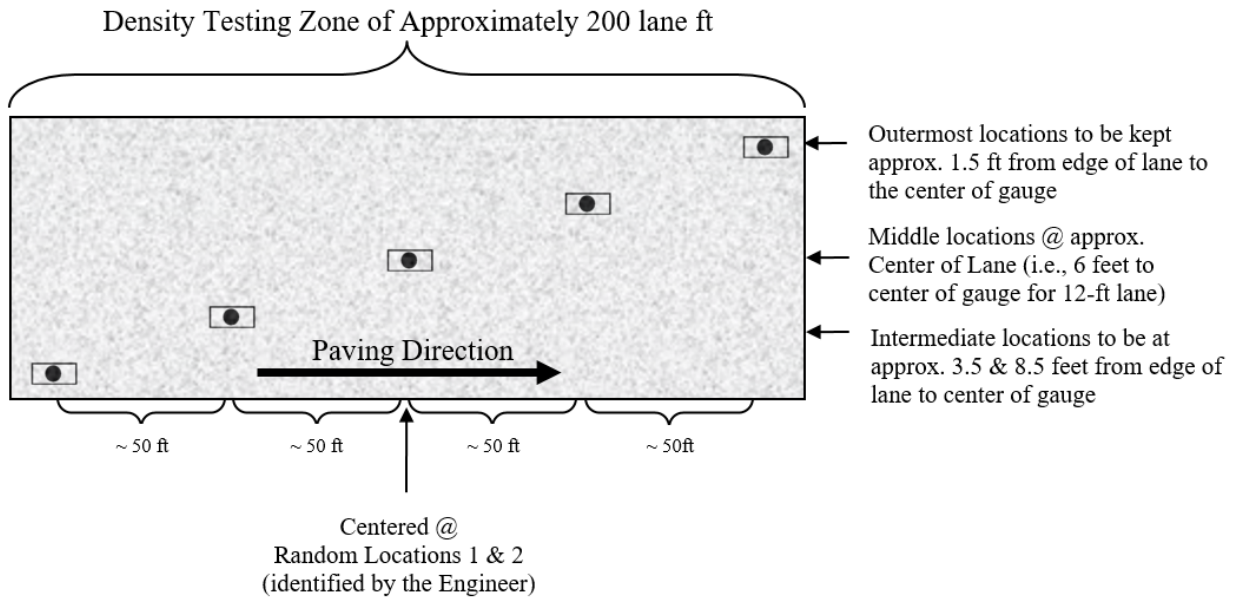 Density Testing Zone of Approximately 200 lane ft
Outermost locations to be kept
approx. 1.5 ft from edge of lane to
the center of gauge
Middle locations @ approx.
Center of Lane (i.e., 6 feet to
center of gauge for 12-ft lane)
Intermediate locations to be at
approx. 3.5 & 8.5 feet from edge of
lane to center of gauge
Paving Direction
~ 50 ft
~ 50 ft
~ 50 ft
~ 50ft
Centered @
Random Locations 1 & 2
(identified by the Engineer)